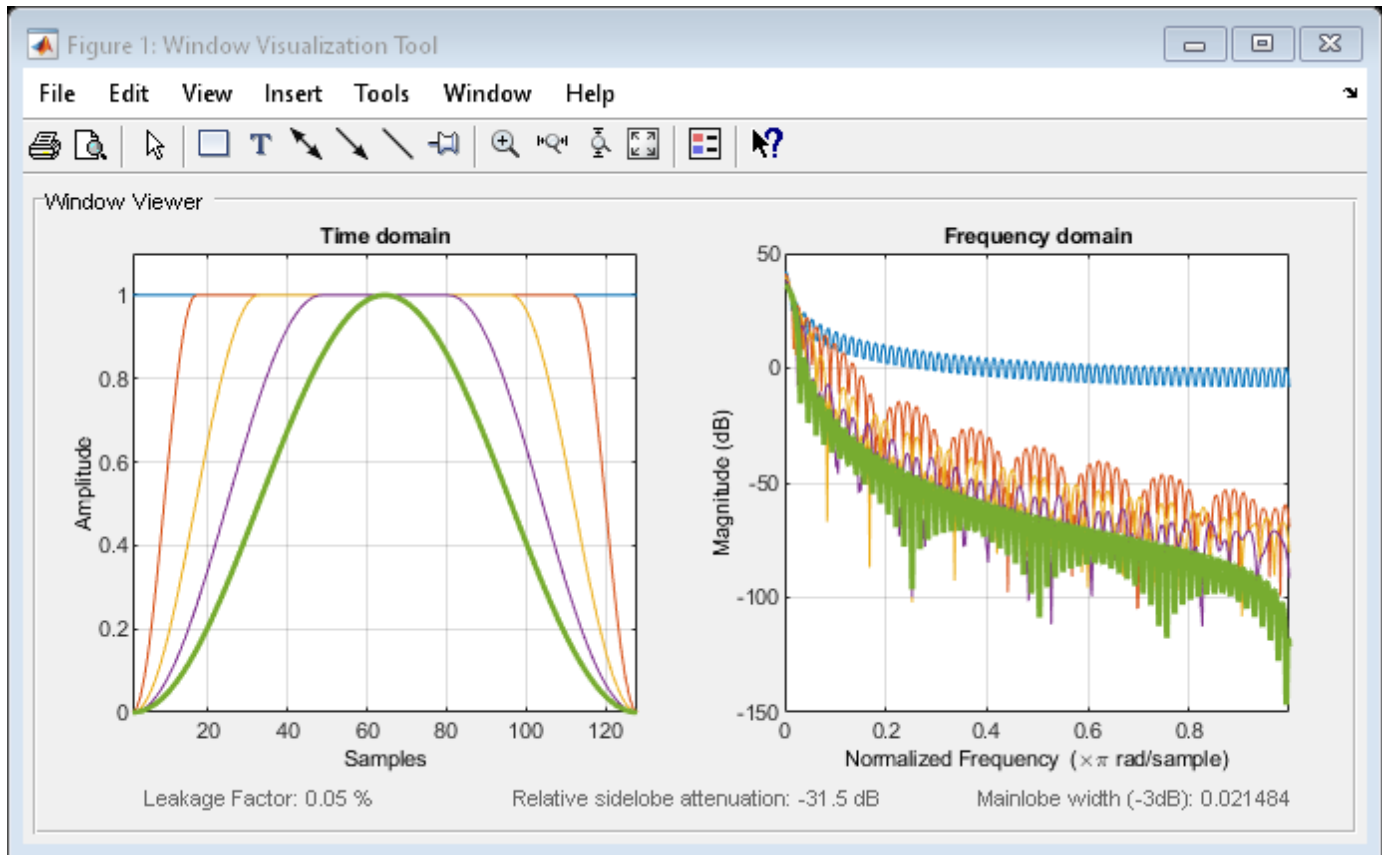 Figure 1: Window Visualization Tool
File Edit View Insert Tools Window Help
T ?
Window Viewer
Time domain
1
0.8
0.6
0.4
0.2
0
Amplitude
20 40 60 80 100 120
Samples
Frequency domain
50
0
-50
-100
-150
Magnitude (dB)
0 0.2 0.4 0.6 0.8
Normalized Frequency (×π rad/sample)
Leakage Factor: 0.05 % Relative sidelobe attenuation: -31.5 dB Mainlobe width (-3dB): 0.021484